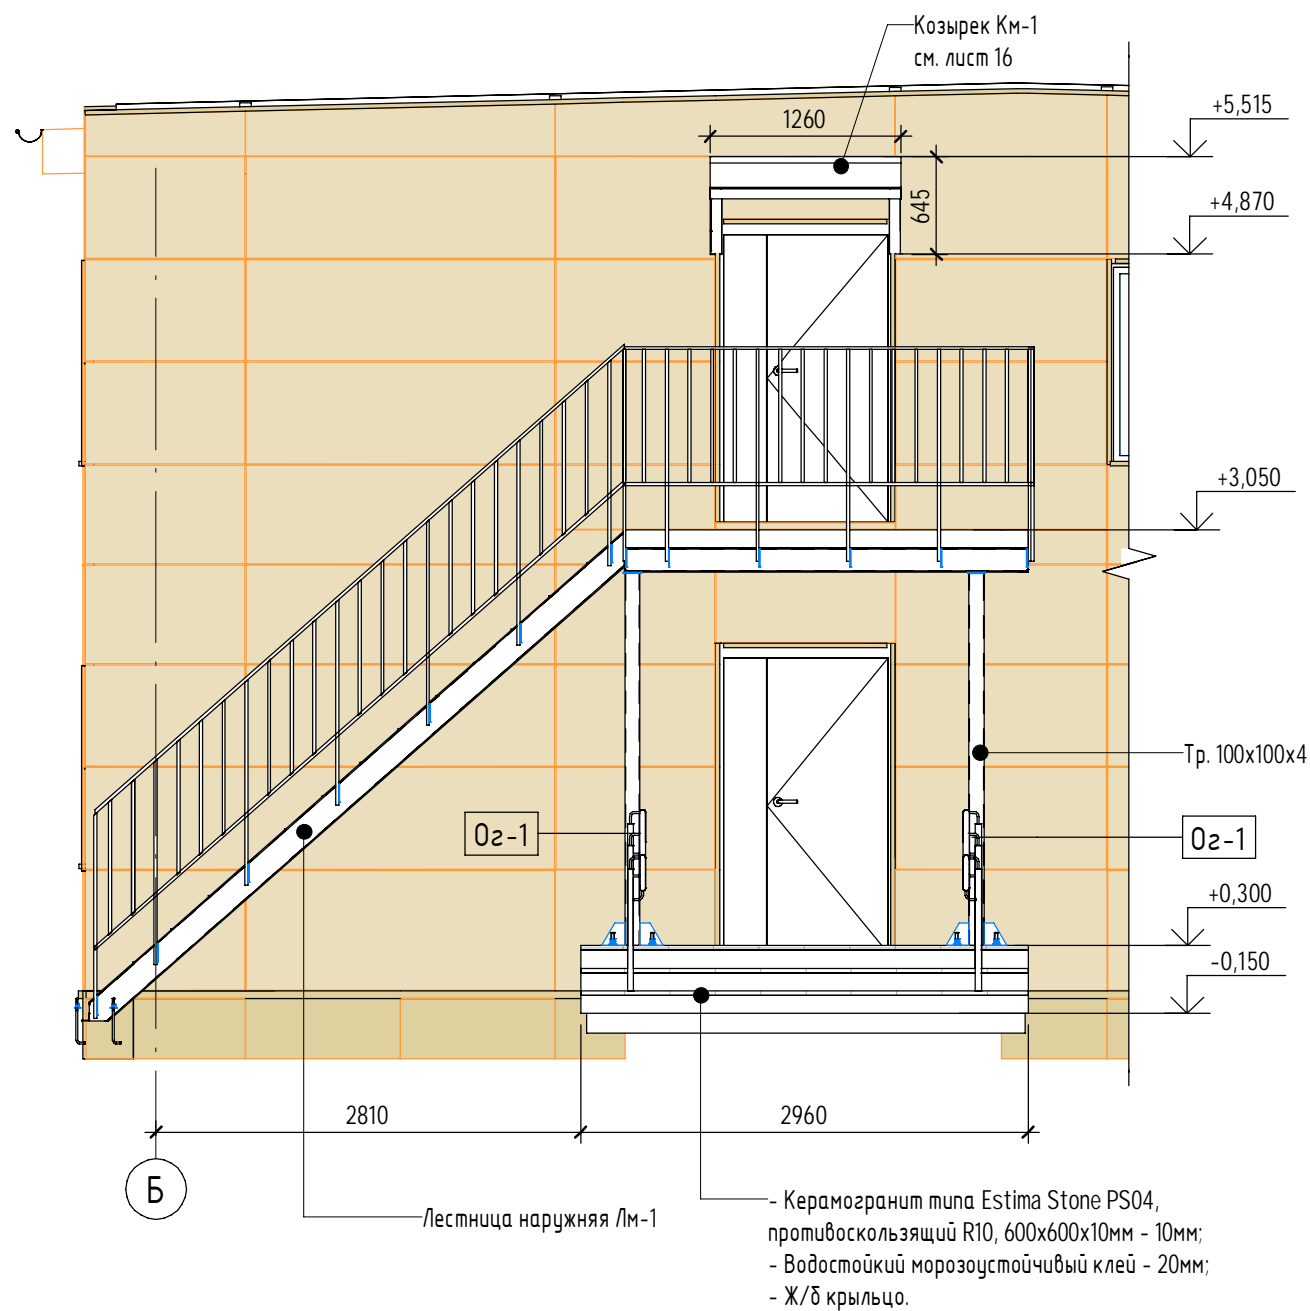 Козырек Км-1
см. лист 16
1260
+5,515
645
+4,870
+3,050
Тр. 100х100х4
Ог-1
Ог-1
+0,300
-0,150
2810
2960
Б
Лестница наружняя Лм-1
- Керамогранит типа Estima Stone PS04,
противоскользящий R10, 600х600х10мм - 10мм;
- Водостойкий морозоустойчивый клей - 20мм;
- Ж/б крыльцо.